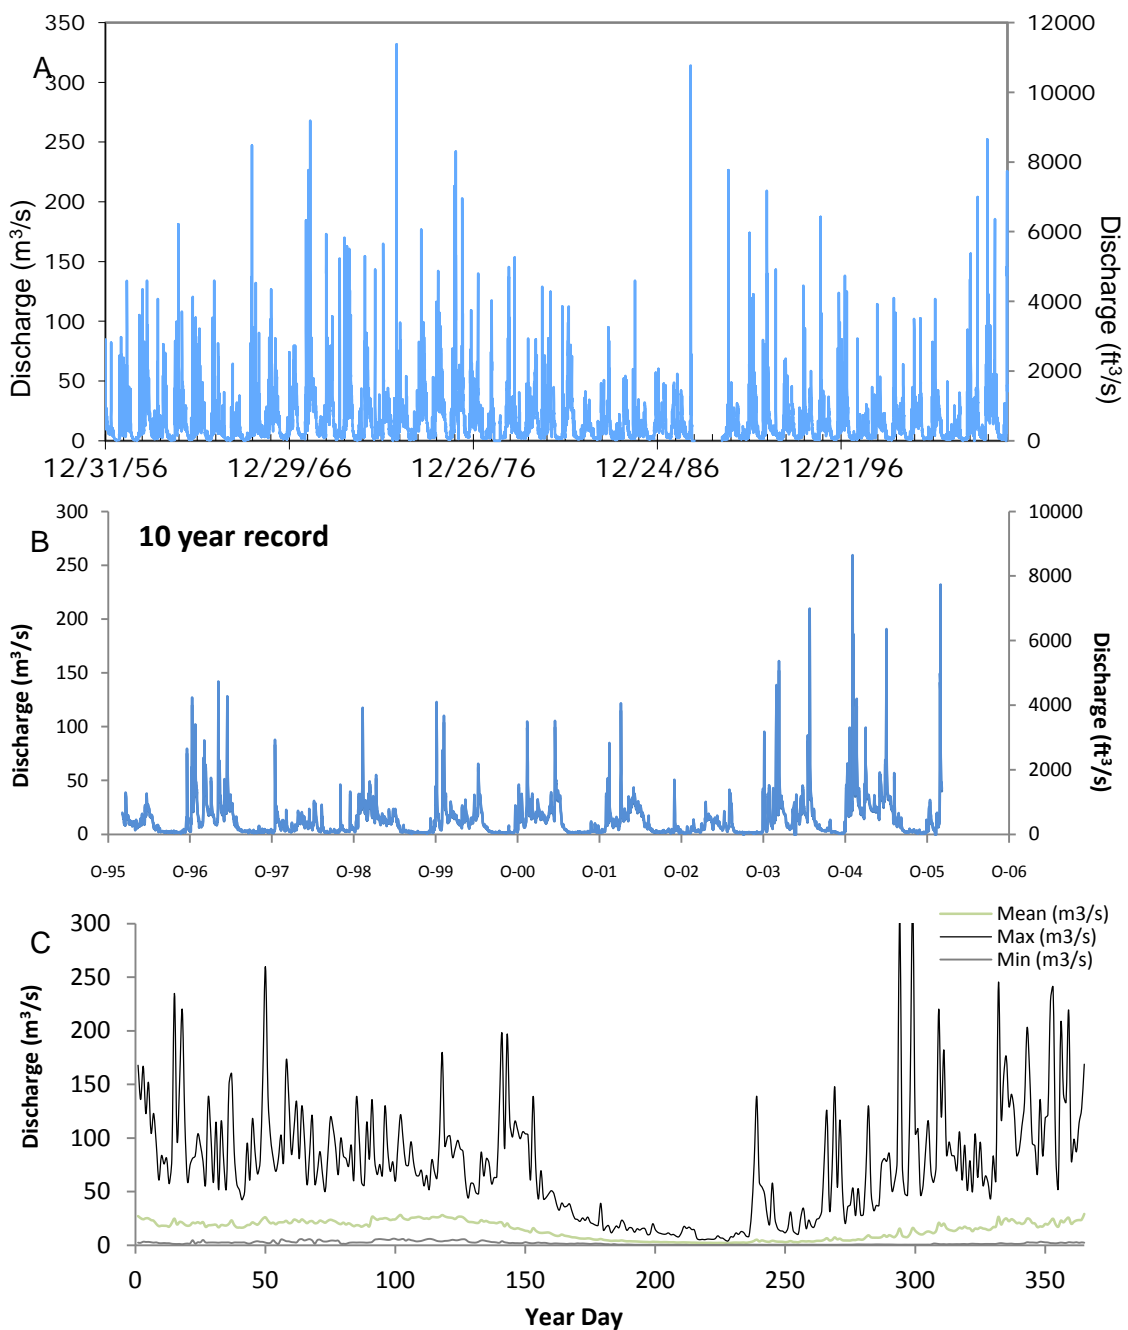 A
350
300
250
200
150
100
50
0
Discharge (m³/s)
12000
10000
8000
6000
4000
2000
0
Discharge (ft³/s)
12/31/56 12/29/66 12/26/76 12/24/86 12/21/96
B
10 year record
300
250
200
150
100
50
0
Discharge (m³/s)
10000
8000
6000
4000
2000
0
Discharge (ft³/s)
O-95 O-96 O-97 O-98 O-99 O-00 O-01 O-02 O-03 O-04 O-05 O-06
C
Mean (m3/s)
Max (m3/s)
Min (m3/s)
300
250
200
150
100
50
0
Discharge (m³/s)
0 50 100 150 200 250 300 350
Year Day